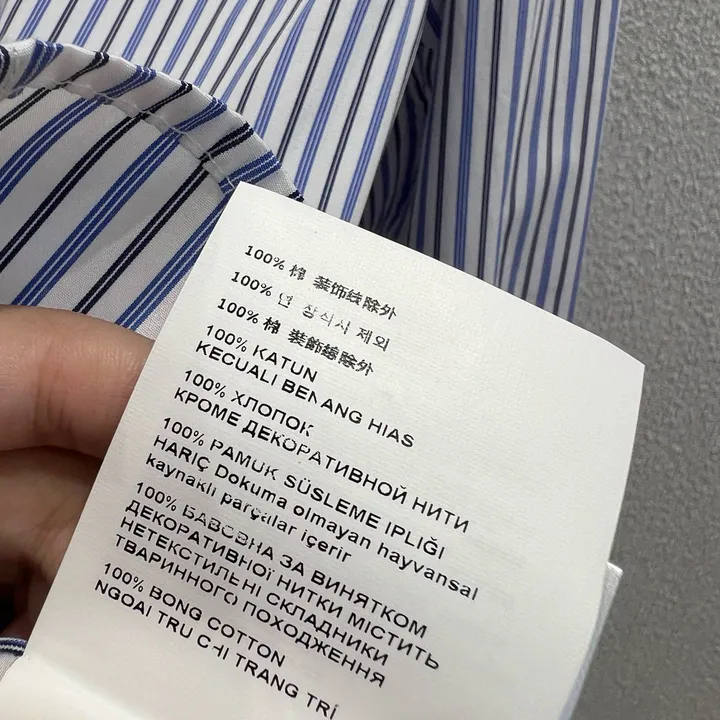 100% 棉 装饰线除外
100% 면 장식사 제외
100% 棉 裝飾線除外
100% KATUN
KECUALI BENANG HIAS
100% ХЛОПОК
КРОМЕ ДЕКОРАТИВНОЙ НИТИ
100% PAMUK SÜSLEME IPLIĞI
HARIÇ Dokuma olmayan hayvansal
kaynaklı parçalar içerir
100% БАВОВНА ЗА ВИНЯТКОМ
ДЕКОРАТИВНОЇ НИТКИ МІСТИТЬ
НЕТЕКСТИЛЬНІ СКЛАДНИКИ
ТВАРИННОГО ПОХОДЖЕННЯ
100% BONG COTTON
NGOAI TRU CHI TRANG TRÍ